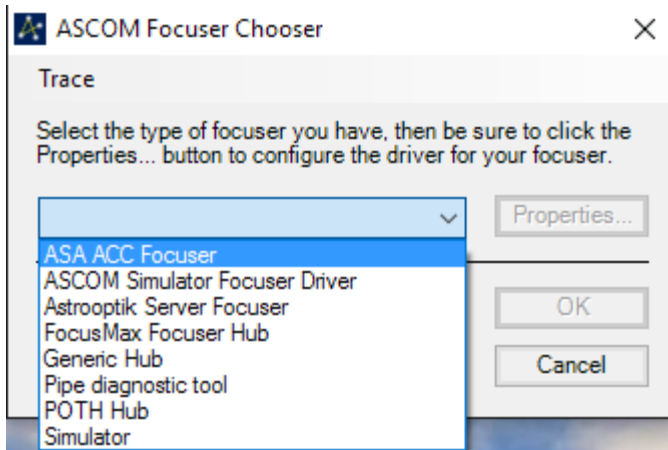 ASCOM Focuser Chooser
Trace
Select the type of focuser you have, then be sure to click the
Properties... button to configure the driver for your focuser.
Properties...
ASA ACC Focuser
ASCOM Simulator Focuser Driver
Astrooptik Server Focuser
FocusMax Focuser Hub
Generic Hub
Pipe diagnostic tool
POTH Hub
Simulator
OK
Cancel